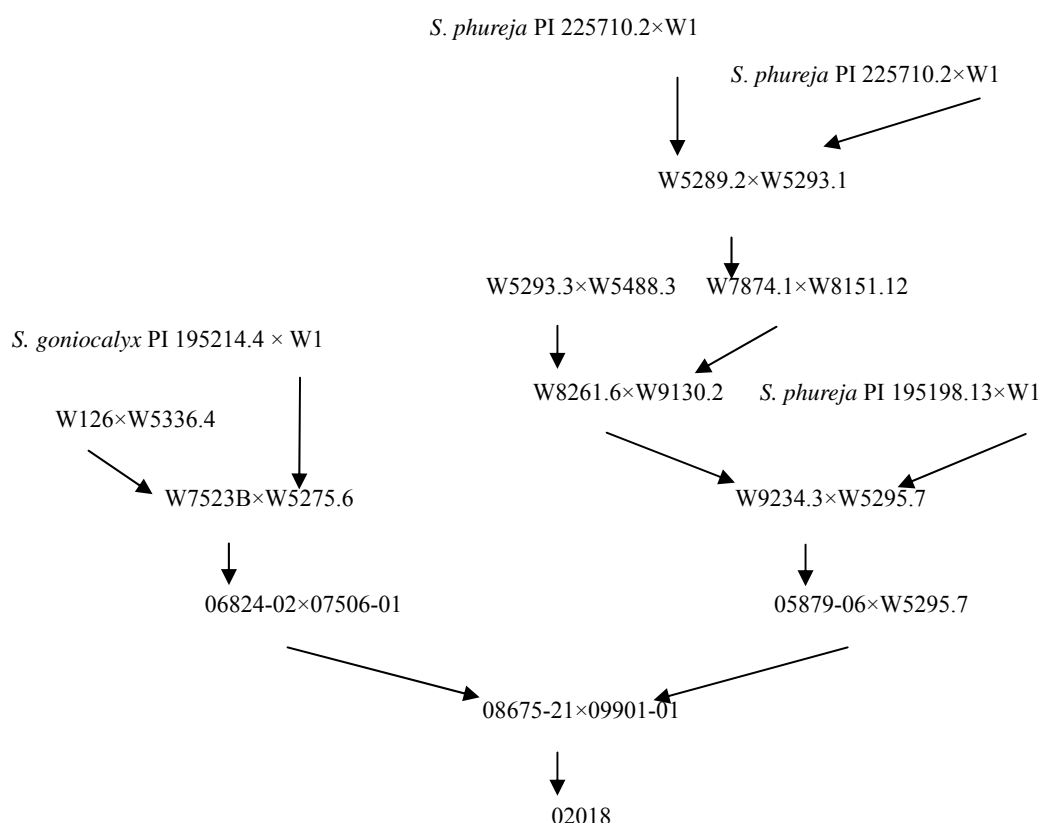 S. phureja PI 225710.2×W1
S. phureja PI 225710.2×W1
W5289.2×W5293.1
W5293.3×W5488.3 W7874.1×W8151.12
S. goniocalyx PI 195214.4 × W1
W8261.6×W9130.2 S. phureja PI 195198.13×W1
W126×W5336.4
W7523B×W5275.6 W9234.3×W5295.7
06824-02×07506-01 05879-06×W5295.7
08675-21×09901-01
02018